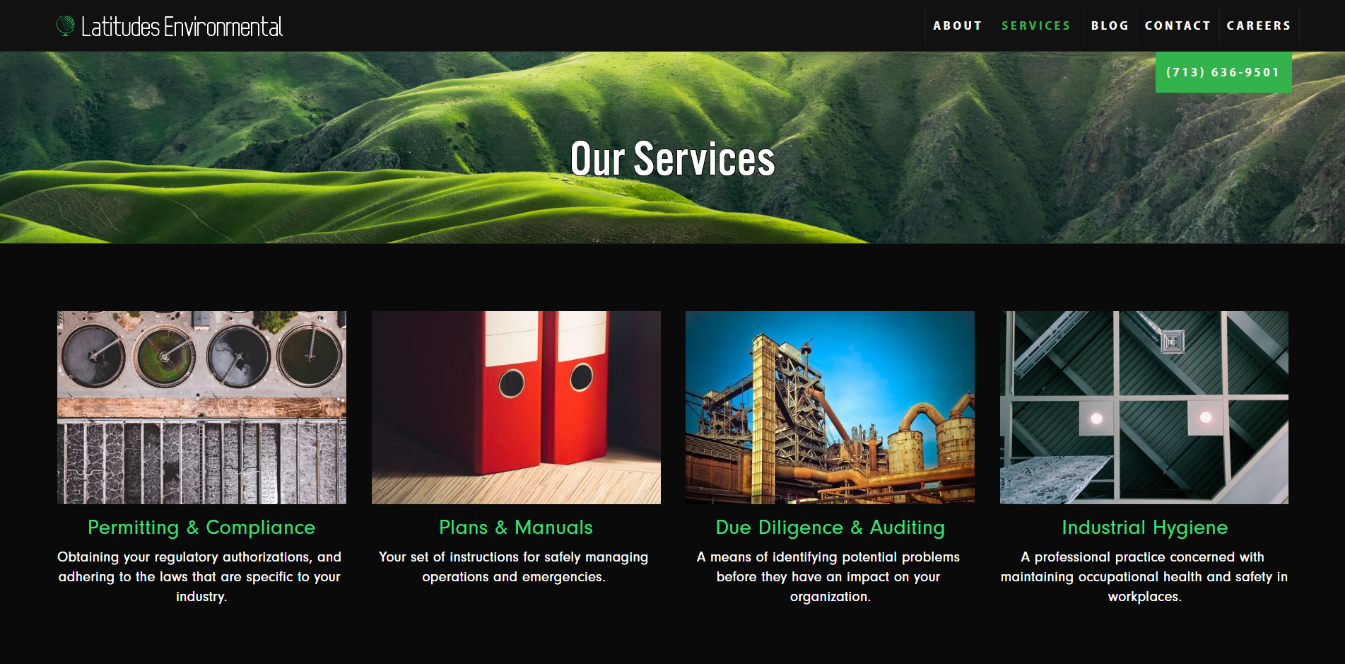 Latitudes Environmental
ABOUT SERVICES BLOG CONTACT CAREERS
(713) 636-9501
Our Services
Permitting & Compliance
Obtaining your regulatory authorizations, and
adhering to the laws that are specific to your
industry.
Plans & Manuals
Your set of instructions for safely managing
operations and emergencies.
Due Diligence & Auditing
A means of identifying potential problems
before they have an impact on your
organization.
Industrial Hygiene
A professional practice concerned with
maintaining occupational health and safety in
workplaces.